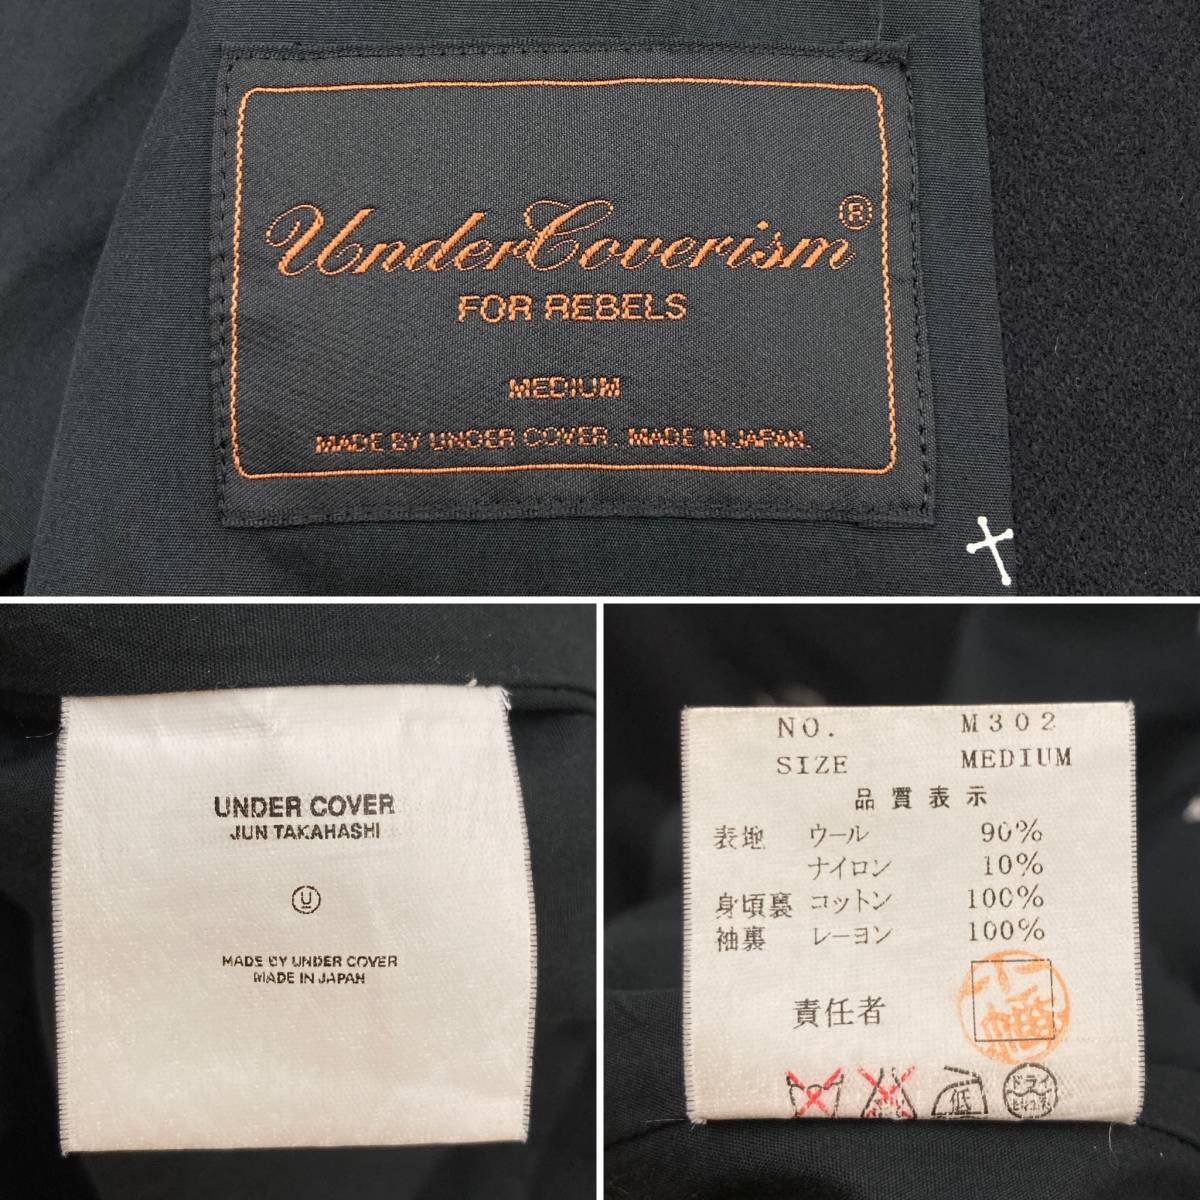 UnderCoverism®
FOR REBELS
MEDIUM
MADE BY UNDER COVER. MADE IN JAPAN.
UNDER COVER
JUN TAKAHASHI
U
MADE BY UNDER COVER
MADE IN JAPAN
NO. M302
SIZE MEDIUM
品質表示
表地 ウール 90%
ナイロン 10%
身頃裏 コットン 100%
袖裏 レーヨン 100%
責任者
低 ドライ